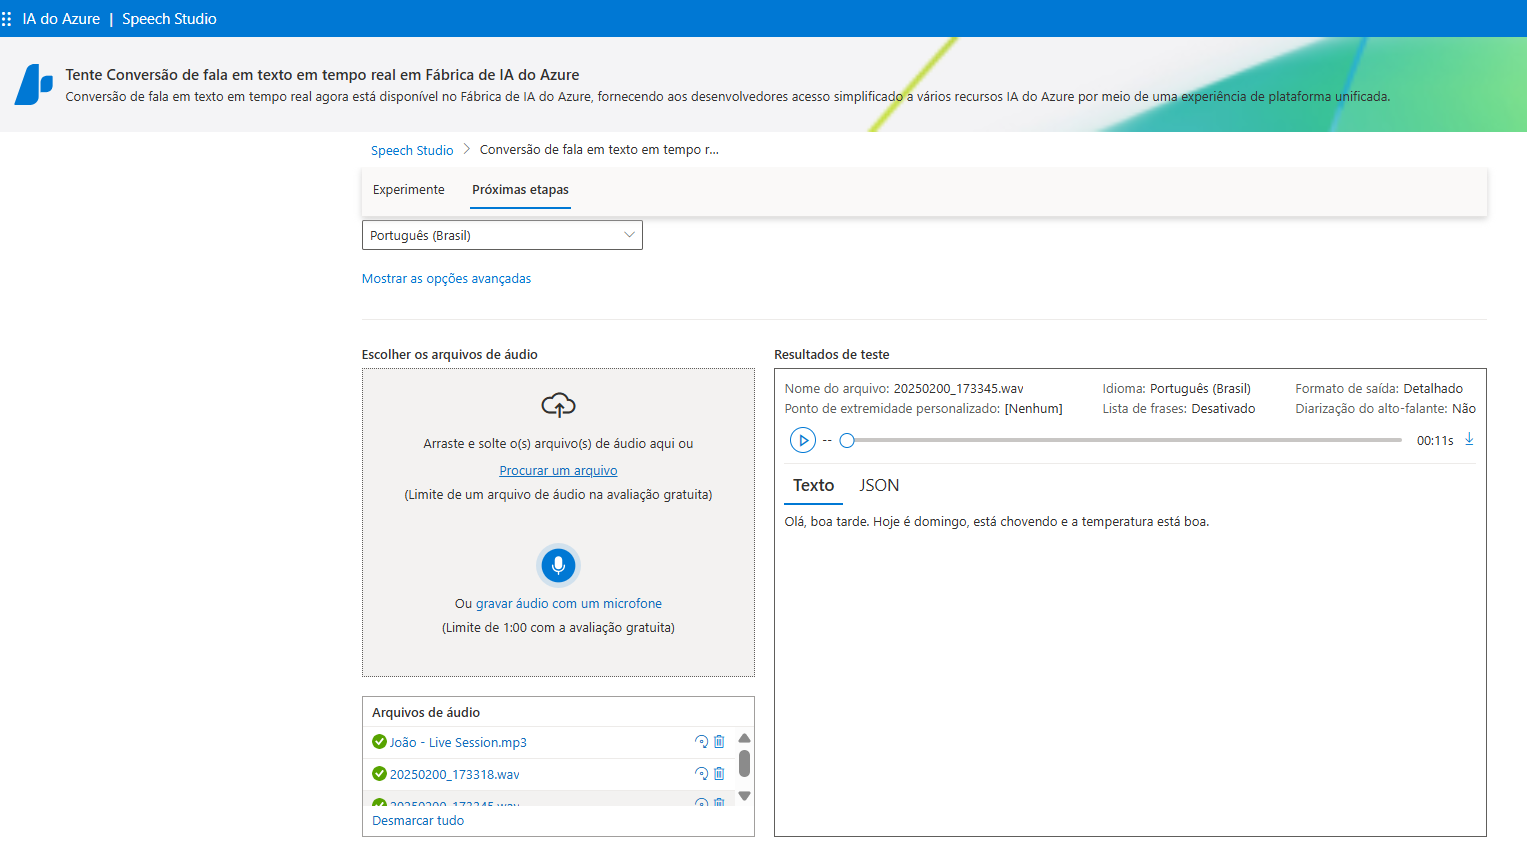 IA do Azure | Speech Studio
Tente Conversão de fala em texto em tempo real em Fábrica de IA do Azure
Conversão de fala em texto em tempo real agora está disponível no Fábrica de IA do Azure, fornecendo aos desenvolvedores acesso simplificado a vários recursos IA do Azure por meio de uma experiência de plataforma unificada.
Speech Studio > Conversão de fala em texto em tempo r...
Experimente Próximas etapas
Português (Brasil)
Mostrar as opções avançadas
Escolher os arquivos de áudio
Arraste e solte o(s) arquivo(s) de áudio aqui ou
Procurar um arquivo
(Limite de um arquivo de áudio na avaliação gratuita)
Ou gravar áudio com um microfone
(Limite de 1:00 com a avaliação gratuita)
Arquivos de áudio
João - Live Session.mp3
20250200_173318.wav
20250200_173345.wav
Desmarcar tudo
Resultados de teste
Nome do arquivo: 20250200_173345.wav Idioma: Português (Brasil) Formato de saída: Detalhado
Ponto de extremidade personalizado: [Nenhum] Lista de frases: Desativado Diarização do alto-falante: Não
-- 00:11s
Texto JSON
Olá, boa tarde. Hoje é domingo, está chovendo e a temperatura está boa.